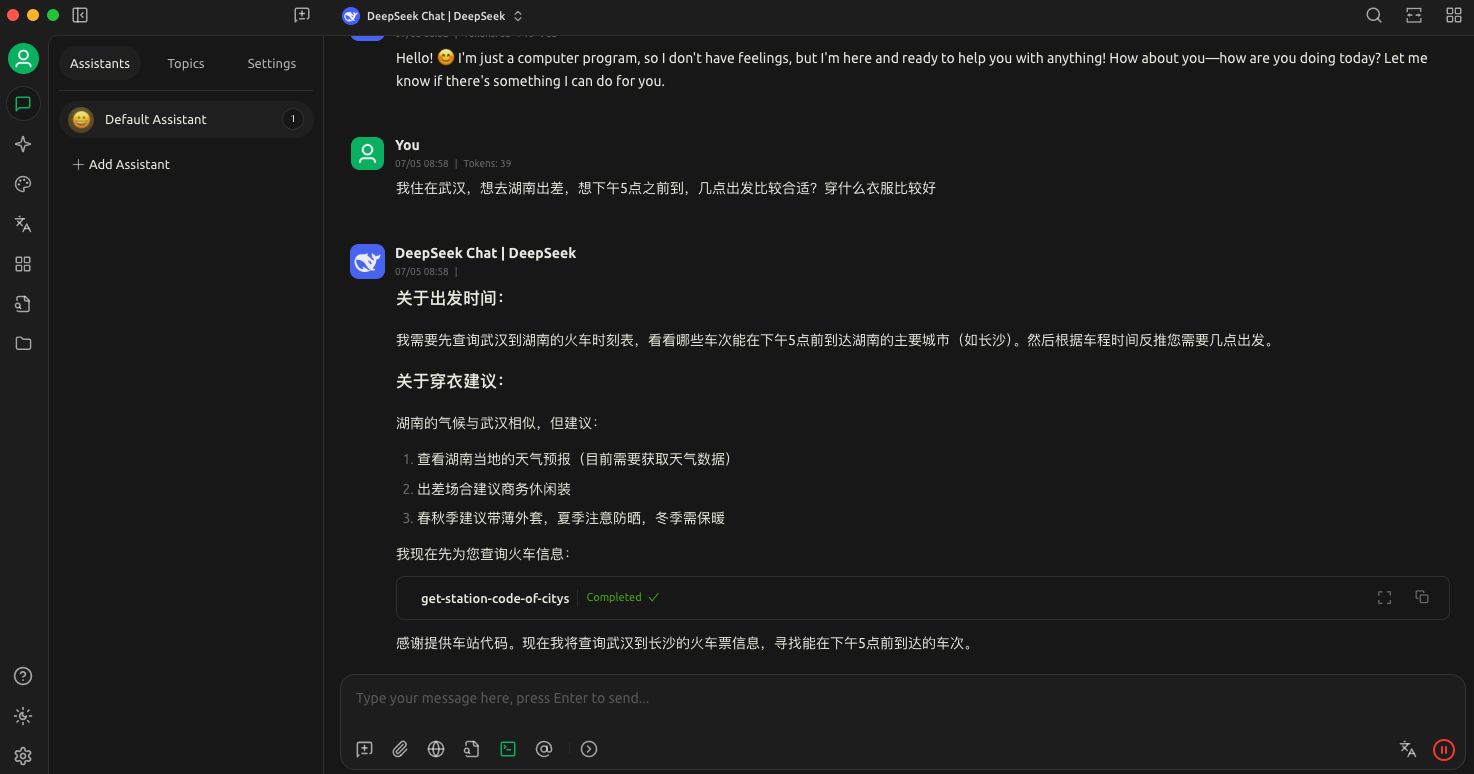 DeepSeek Chat | DeepSeek
Assistants
Topics
Settings
Default Assistant
1
Add Assistant
Hello! 😊 I'm just a computer program, so I don't have feelings, but I'm here and ready to help you with anything! How about you—how are you doing today? Let me
know if there's something I can do for you.
You
07/05 08:58 | Tokens: 39
我住在武汉，想去湖南出差，想下午5点之前到，几点出发比较合适？穿什么衣服比较好
DeepSeek Chat | DeepSeek
07/05 08:58 |
关于出发时间：
我需要先查询武汉到湖南的火车时刻表，看看哪些车次能在下午5点前到达湖南的主要城市（如长沙）。然后根据车程时间反推您需要几点出发。
关于穿衣建议：
湖南的气候与武汉相似，但建议：
1. 查看湖南当地的天气预报（目前需要获取天气数据）
2. 出差场合建议商务休闲装
3. 春秋季建议带薄外套，夏季注意防晒，冬季需保暖
我现在先为您查询火车信息：
get-station-code-of-citys
Completed
感谢提供车站代码。现在我将查询武汉到长沙的火车票信息，寻找能在下午5点前到达的车次。
Type your message here, press Enter to send...